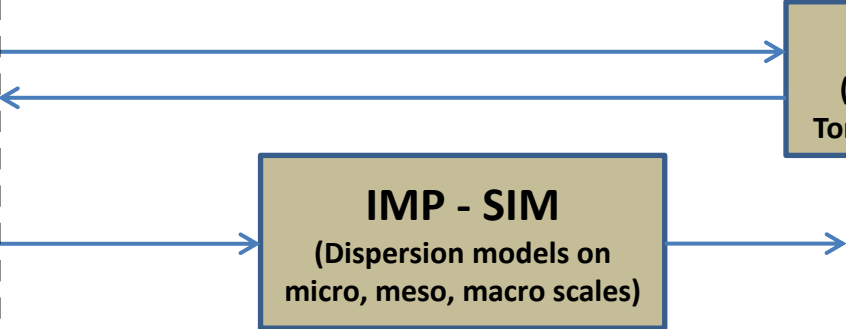 (
IMP - SIM
(Dispersion models on
micro, meso, macro scales)